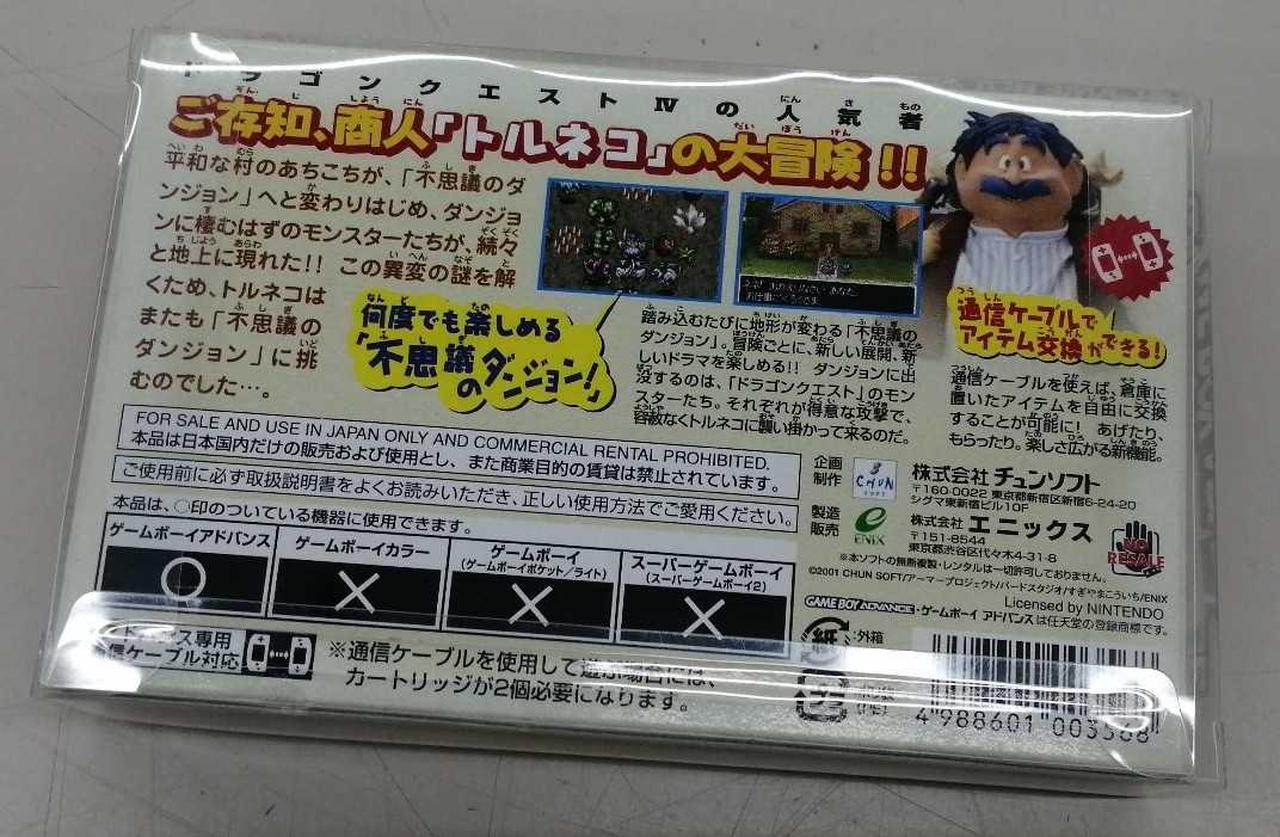 ドラゴンクエストIVの人気者
ご存知、商人「トルネコ」の大冒険!!
平和な村のあちこちが、「不思議のダ
ンジョン」へと変わりはじめ、ダンジョ
ンに棲むはずのモンスターたちが、続々
と地上に現れた!! この異変の謎を解
くため、トルネコは
またも「不思議の
ダンジョン」に挑
むのでした…。
何度でも楽しめる
「不思議
のダンジョン!」
踏み込むたびに地形が変わる「不思議の
ダンジョン」。冒険ごとに、新しい展開、新
しいドラマを楽しめる!! ダンジョンに出
没するのは、「ドラゴンクエスト」のモン
スターたち。それぞれが得意な攻撃で、
容赦なくトルネコに襲い掛かって来るのだ。
通信ケーブルで
アイテム交換ができる!
通信ケーブルを使えば、倉庫に
置いたアイテムを自由に交換
することが可能に! あげたり、
もらったり。楽しさ広がる新機能。
FOR SALE AND USE IN JAPAN ONLY AND COMMERCIAL RENTAL PROHIBITED.
本品は日本国内だけの販売および使用とし、また商業目的の賃貸は禁止されています。
ご使用前に必ず取扱説明書をよくお読みいただき、正しい使用方法でご愛用ください。
本品は、○印のついている機器に使用できます。
ゲームボーイアドバンス
ゲームボーイカラー
ゲームボーイ
(ゲームボーイポケット/ライト)
スーパーゲームボーイ
(スーパーゲームボーイ2)
○
×
×
×
ス専用
信ケーブル対応
※通信ケーブルを使用して遊ぶ場合には、
カートリッジが2個必要になります。
企画
制作
CHUN
SOFT
株式会社 チュンソフト
〒160-0022 東京都新宿区新宿6-24-20
シグマ東新宿ビル10F
製造
販売
ENIX
株式会社 エニックス
〒151-8544
東京都渋谷区代々木4-31-8
NO
RESALE
※本ソフトの無断複製・レンタルは一切許可しておりません。
©2001 CHUN SOFT/アーマープロジェクト/バードスタジオ/すぎやまこういち/ENIX
Licensed by NINTENDO
GAME BOY ADVANCE・ゲームボーイ アドバンスは任天堂の登録商標です。
紙
:外箱
(PE)
4 988601 003568